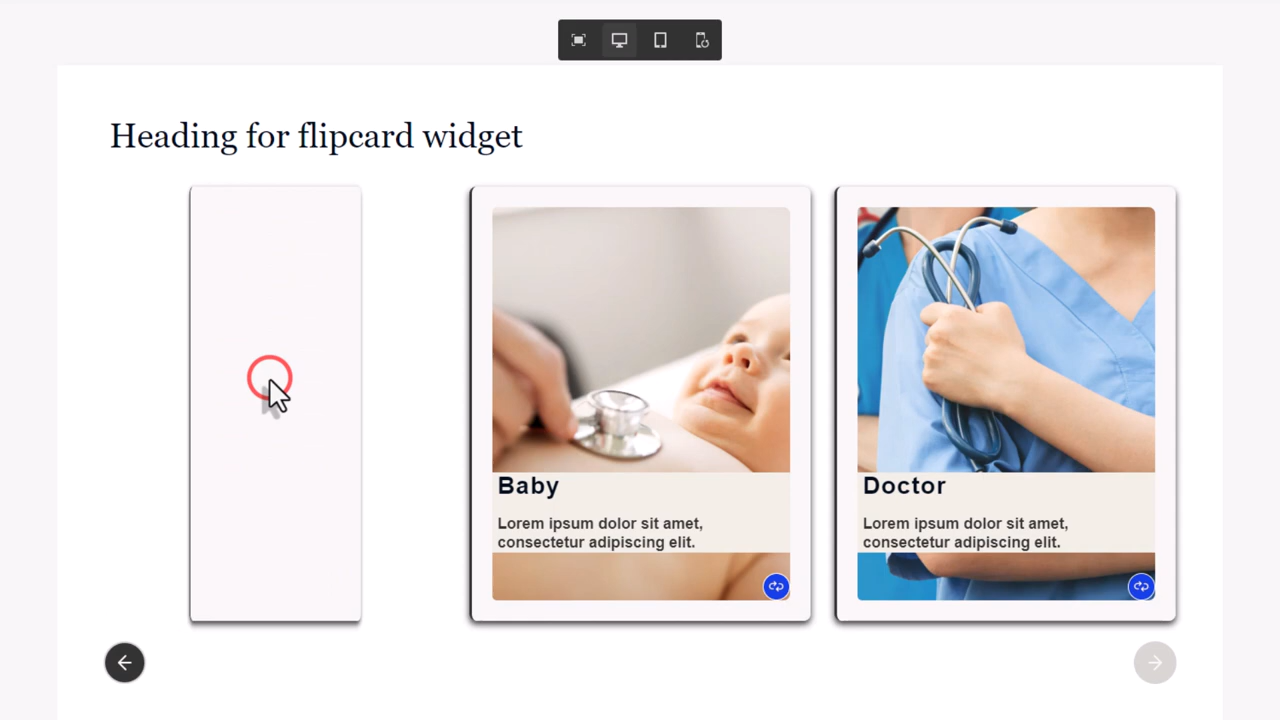 Heading for flipcard widget
Baby
Lorem ipsum dolor sit amet,
consectetur adipiscing elit.
Doctor
Lorem ipsum dolor sit amet,
consectetur adipiscing elit.